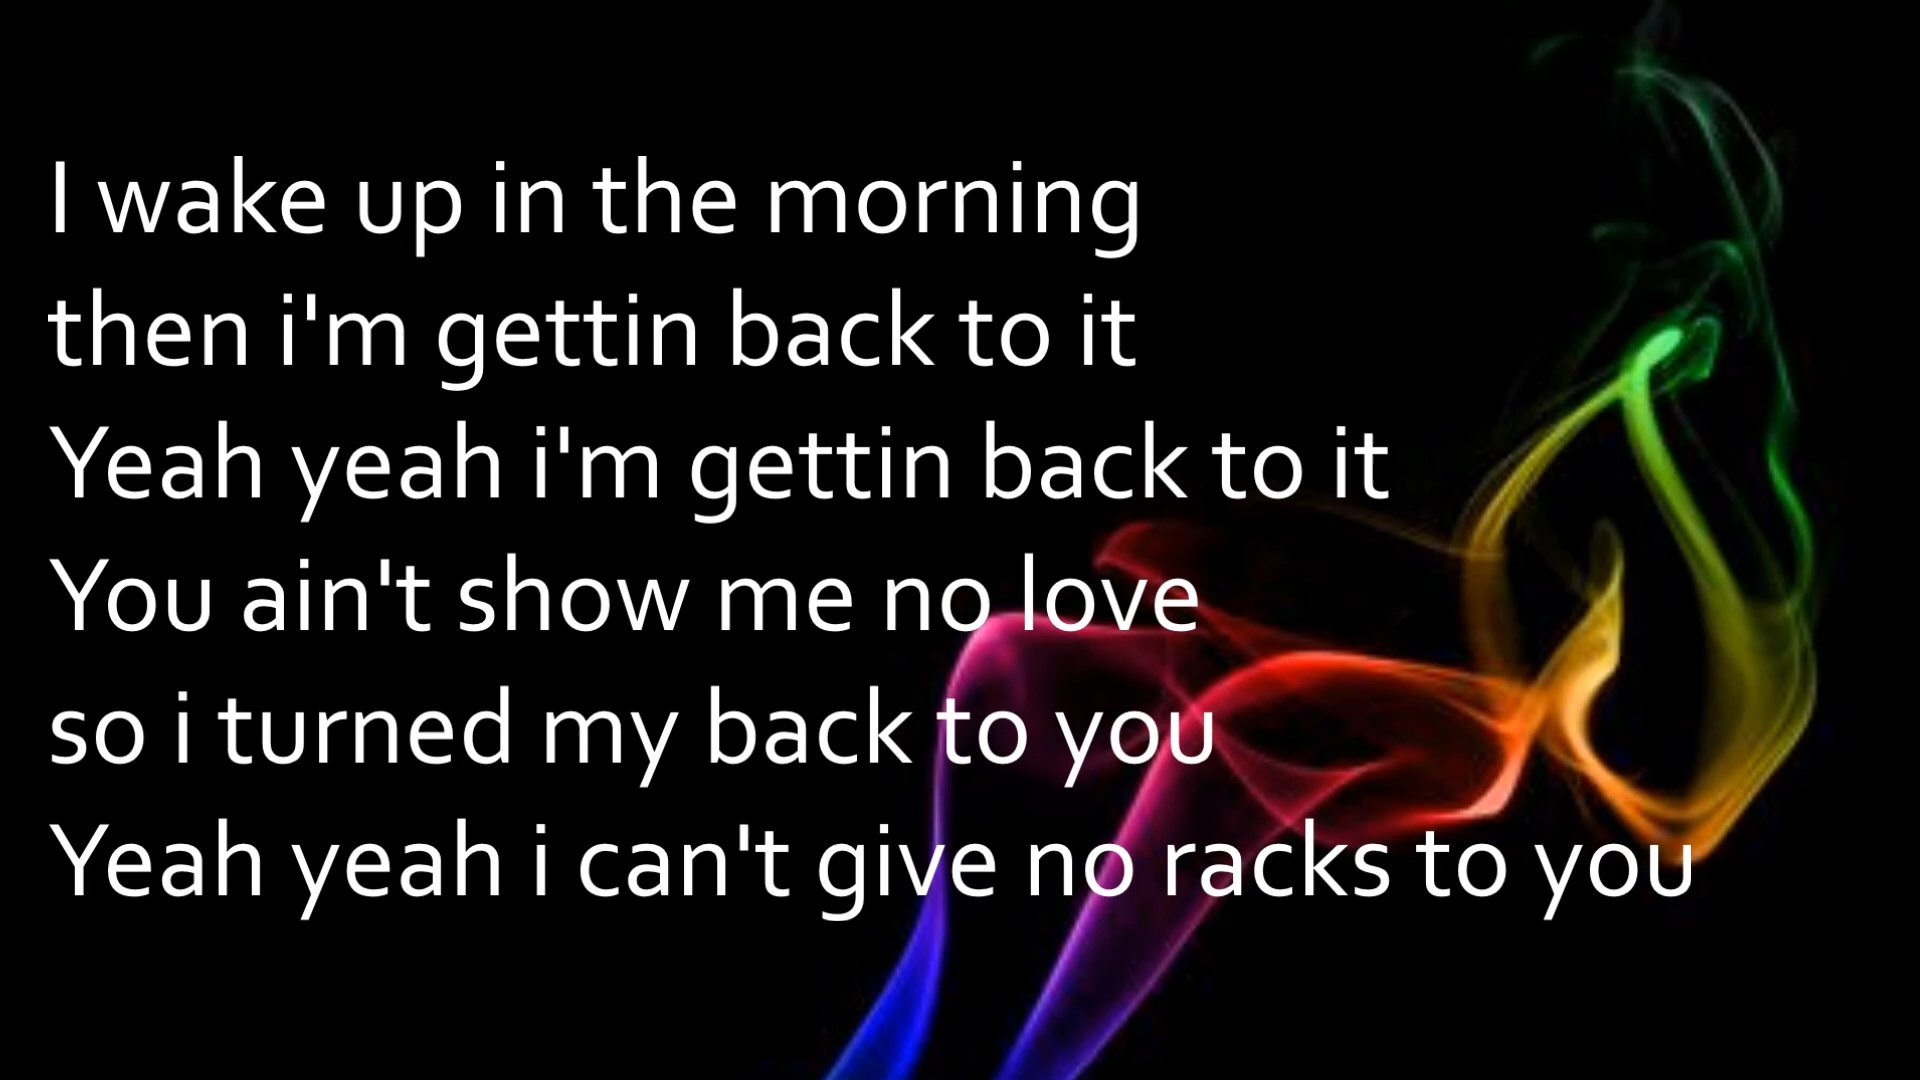 I wake up in the morning
then i'm gettin back to it
Yeah yeah i'm gettin back to it
You ain't show me no love
so i turned my back to you
Yeah yeah i can't give no racks to you